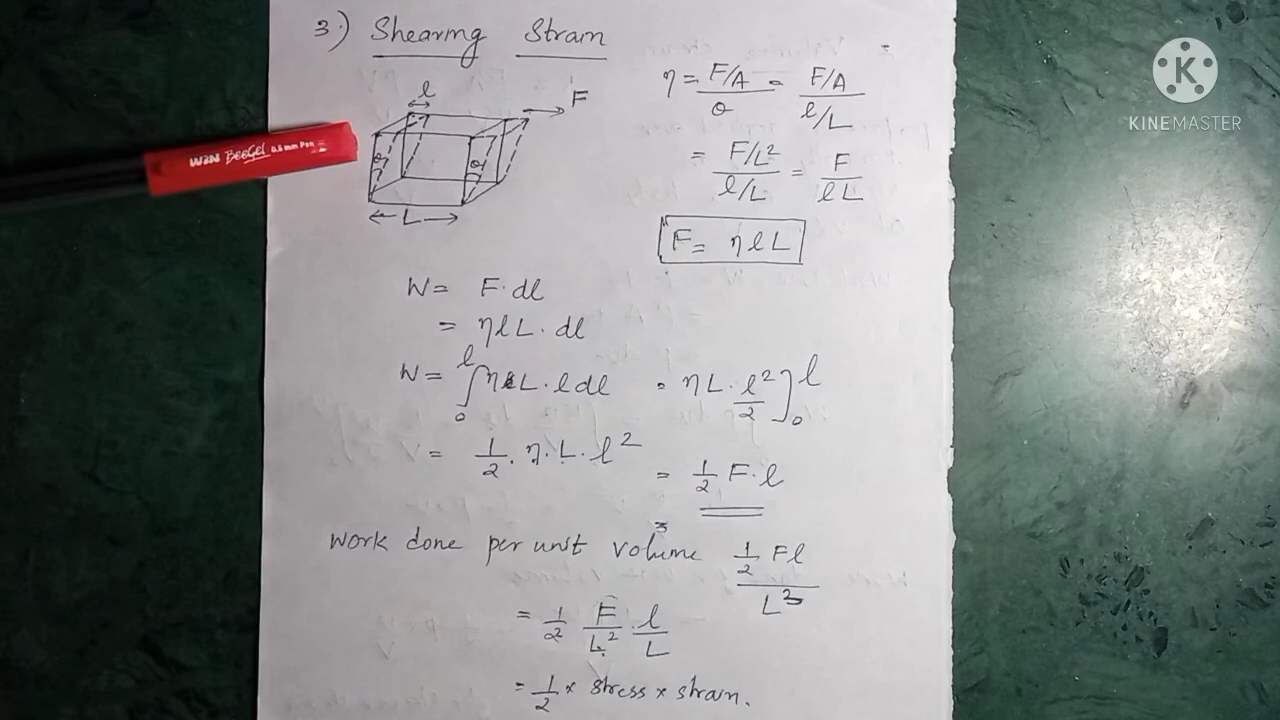 3.) Shearing Strain
l
F
θ
θ
← L →
η = F/A / θ = F/A / l/L
= F/L² / l/L = F / lL
F = ηlL
W = F·dl
= ηlL·dl
W = ∫₀ˡ ηL·l dl = ηL·l²/2]₀ˡ
= 1/2·η·L·l² = 1/2 F·l
Work done per unit volume 1/2 Fl / L³
= 1/2 F/L²·l/L
= 1/2 × stress × strain.
WIN BeeGel 0.6 mm Pen
K
KINEMASTER